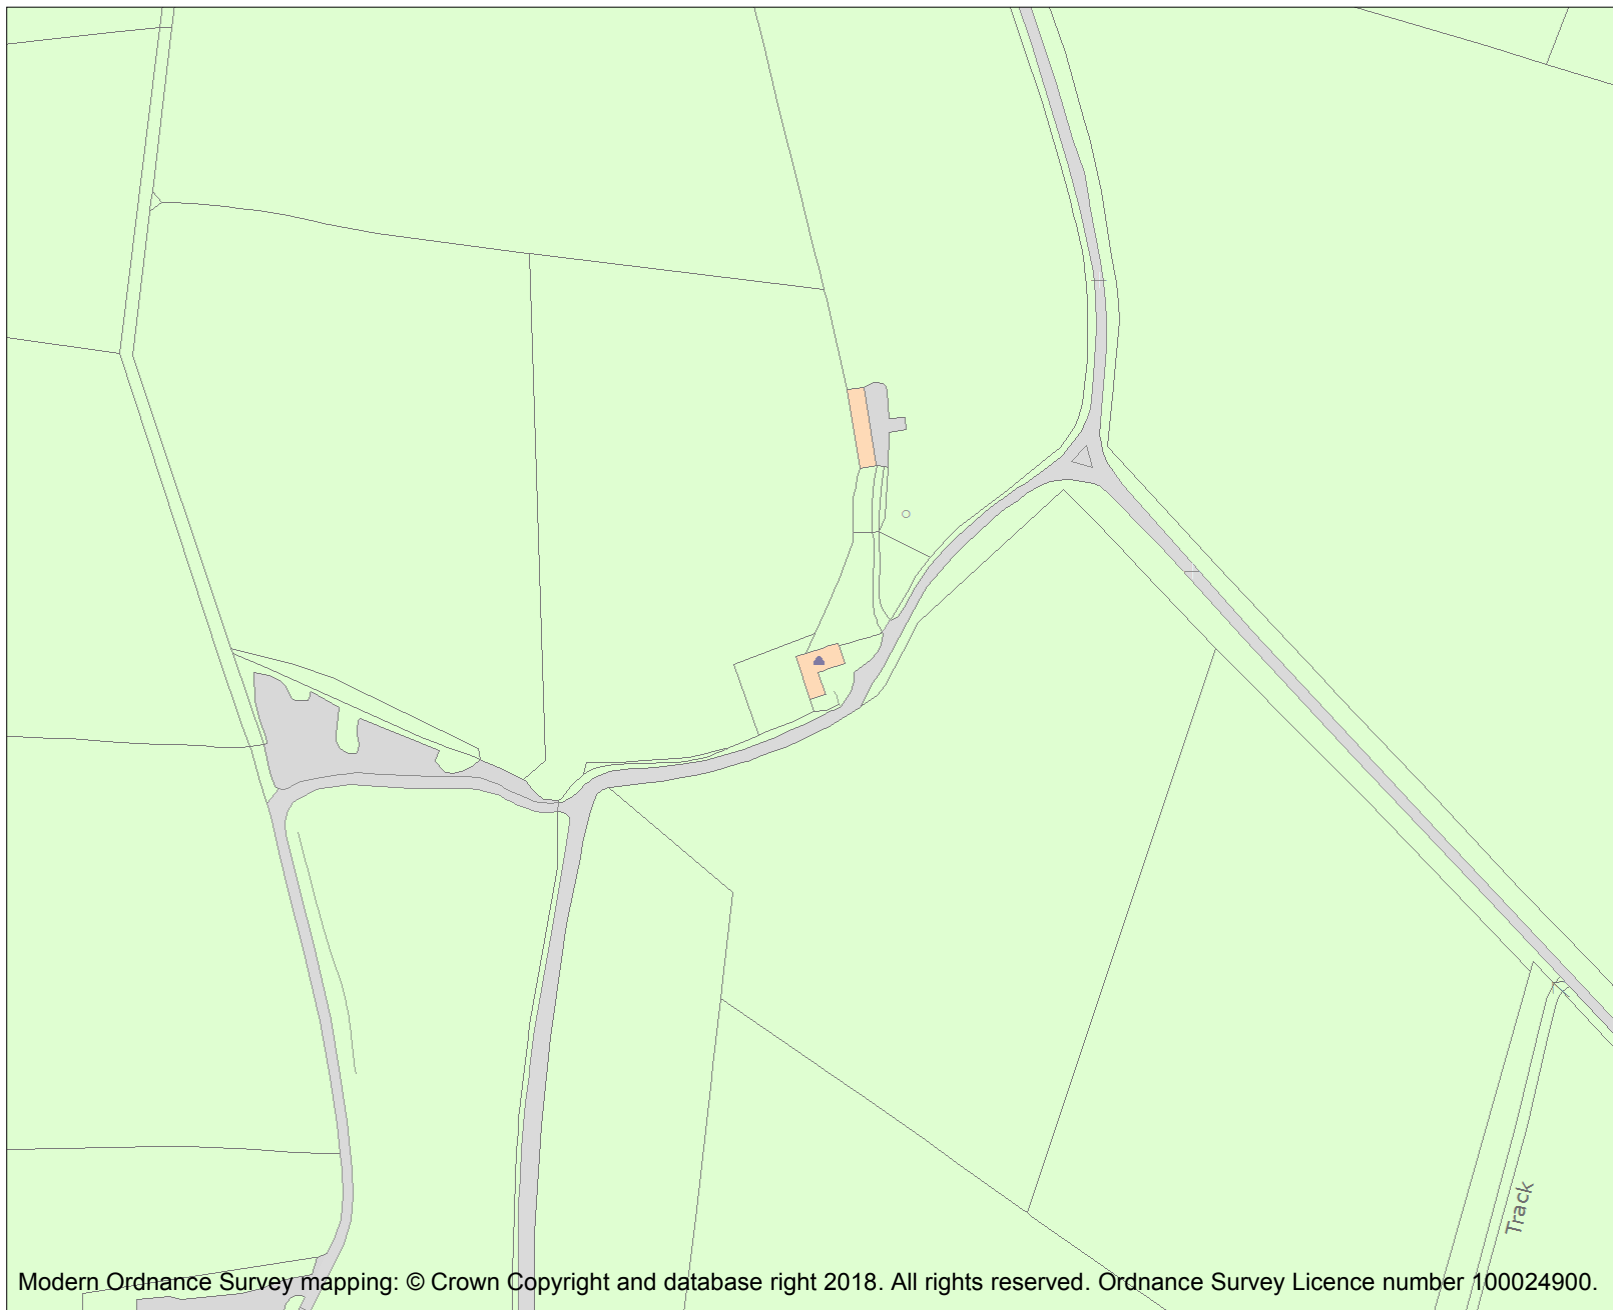 Track
Modern Ordnance Survey mapping: © Crown Copyright and database right 2018. All rights reserved. Ordnance Survey Licence number 100024900.